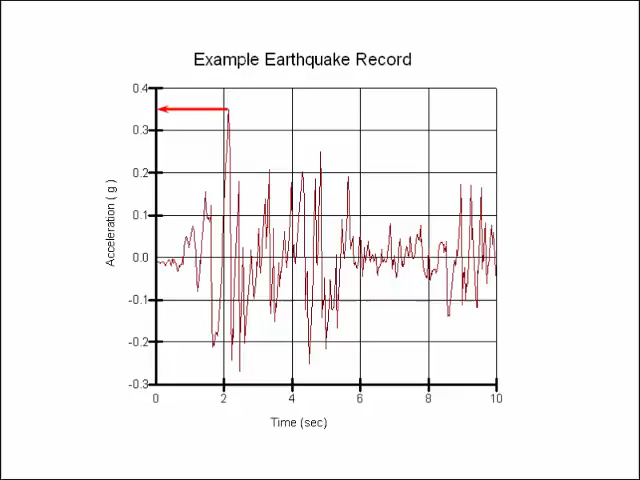 Example Earthquake Record
0.4
0.3
0.2
0.1
0.0
-0.1
-0.2
-0.3
Acceleration ( g )
0 2 4 6 8 10
Time (sec)